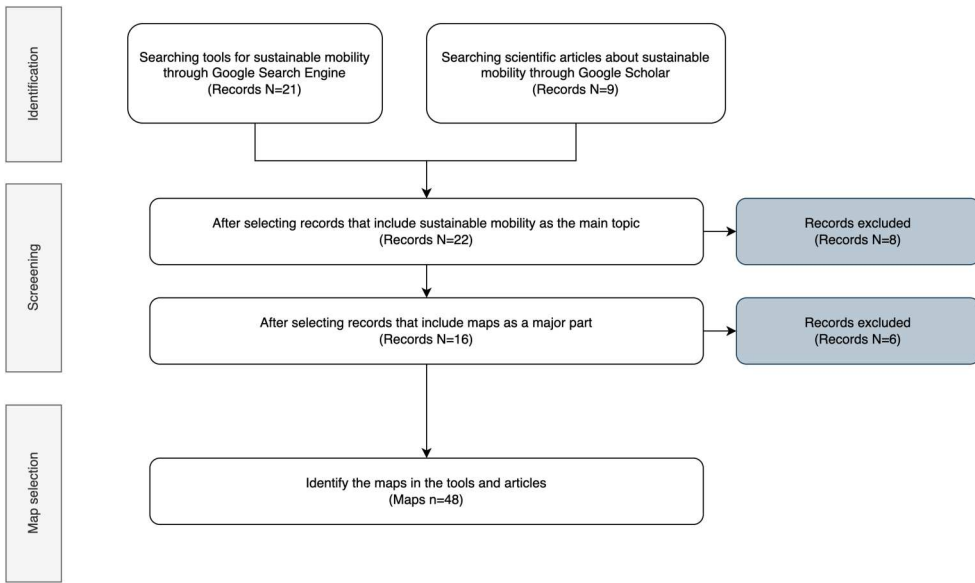 Identification
Searching tools for sustainable mobility
through Google Search Engine
(Records N=21)
Searching scientific articles about sustainable
mobility through Google Scholar
(Records N=9)
Screeening
After selecting records that include sustainable mobility as the main topic
(Records N=22)
Records excluded
(Records N=8)
After selecting records that include maps as a major part
(Records N=16)
Records excluded
(Records N=6)
Map selection
Identify the maps in the tools and articles
(Maps n=48)